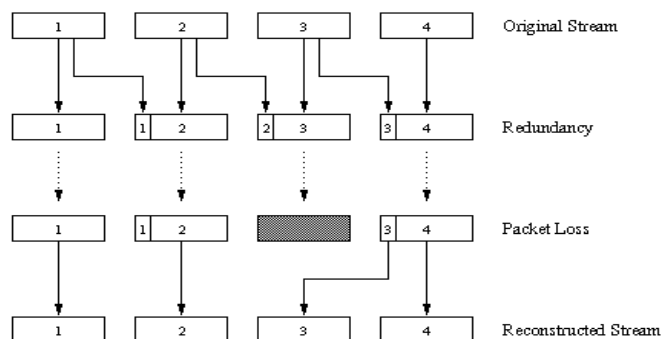 1 2 3 4 Original Stream
1 1 2 2 3 3 4 Redundancy
1 1 2 3 4 Packet Loss
1 2 3 4 Reconstructed Stream